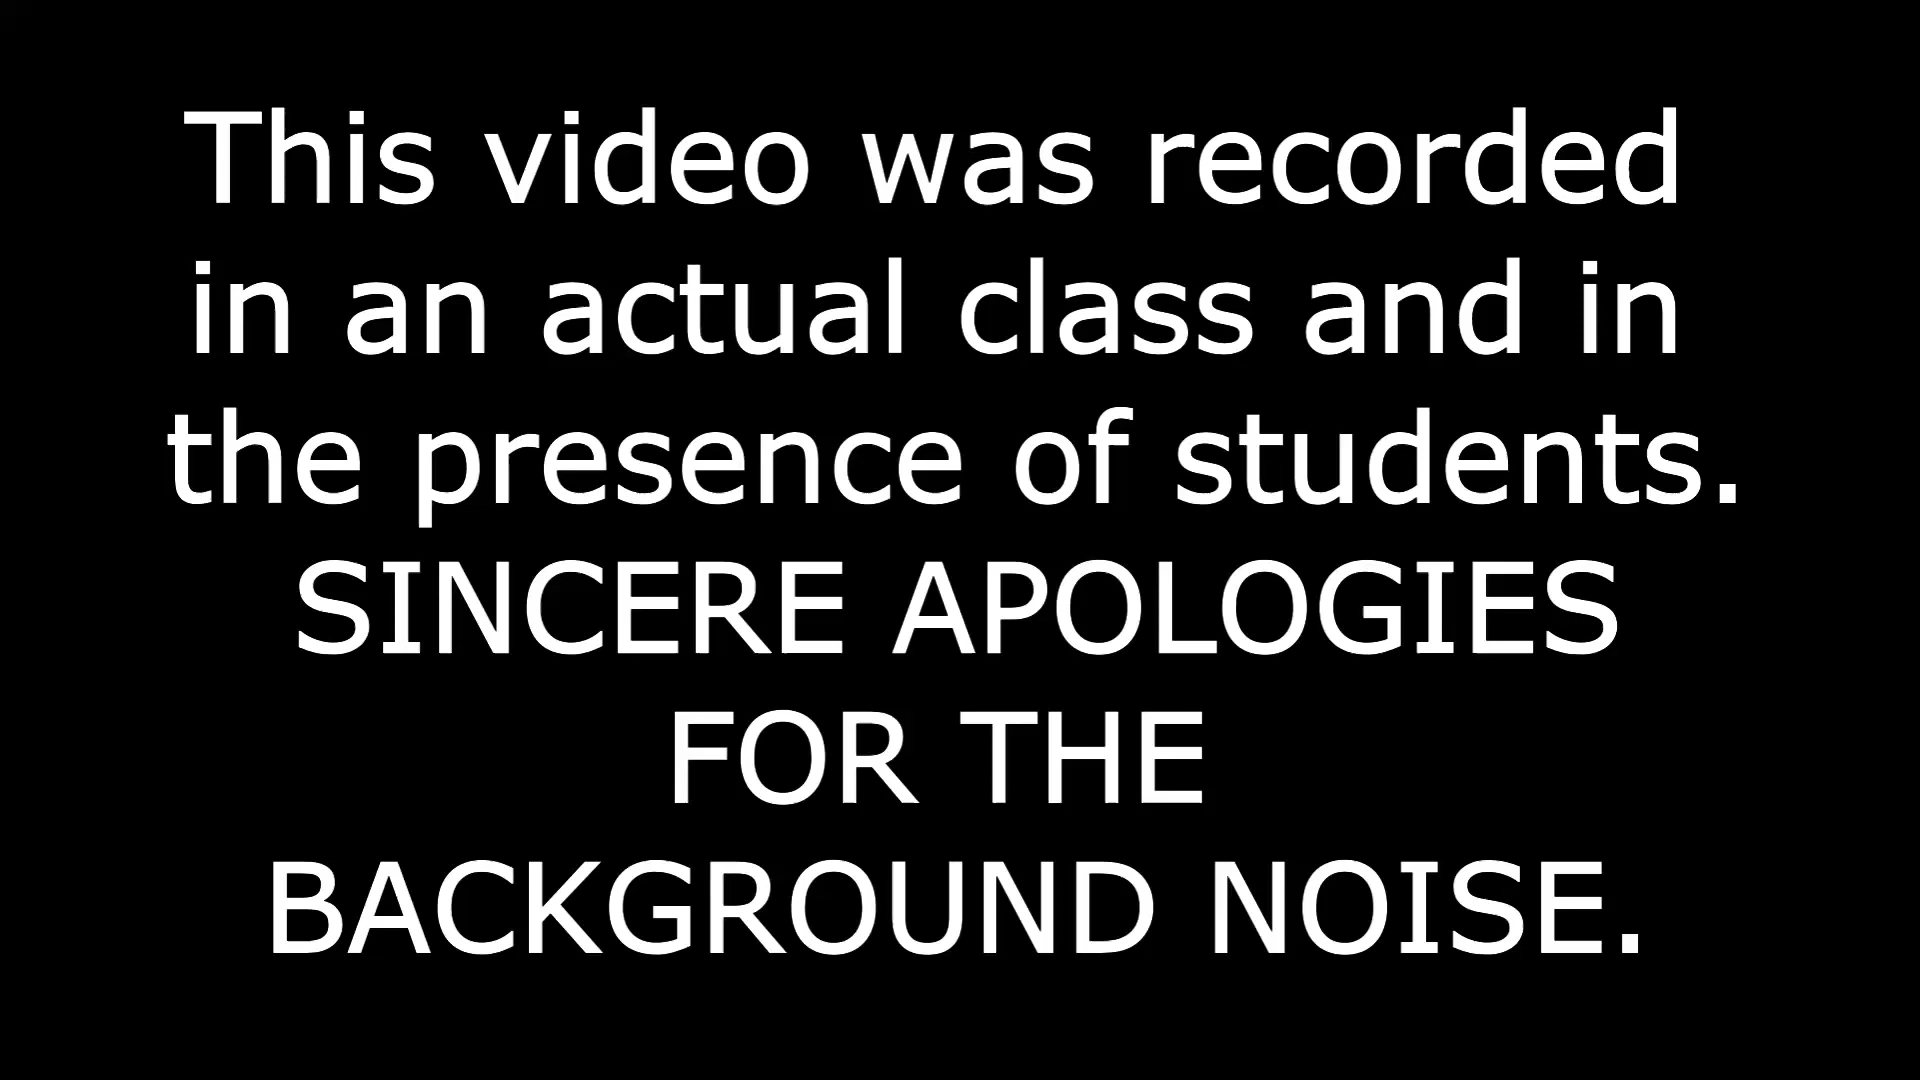 This video was recorded
in an actual class and in
the presence of students.
SINCERE APOLOGIES
FOR THE
BACKGROUND NOISE.